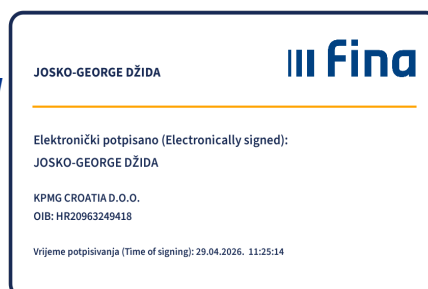 JOSKO-GEORGE DŽIDA
fina
Elektronički potpisano (Electronically signed):
JOSKO-GEORGE DŽIDA
KPMG CROATIA D.O.O.
OIB: HR20963249418
Vrijeme potpisivanja (Time of signing): 29.04.2026. 11:25:14